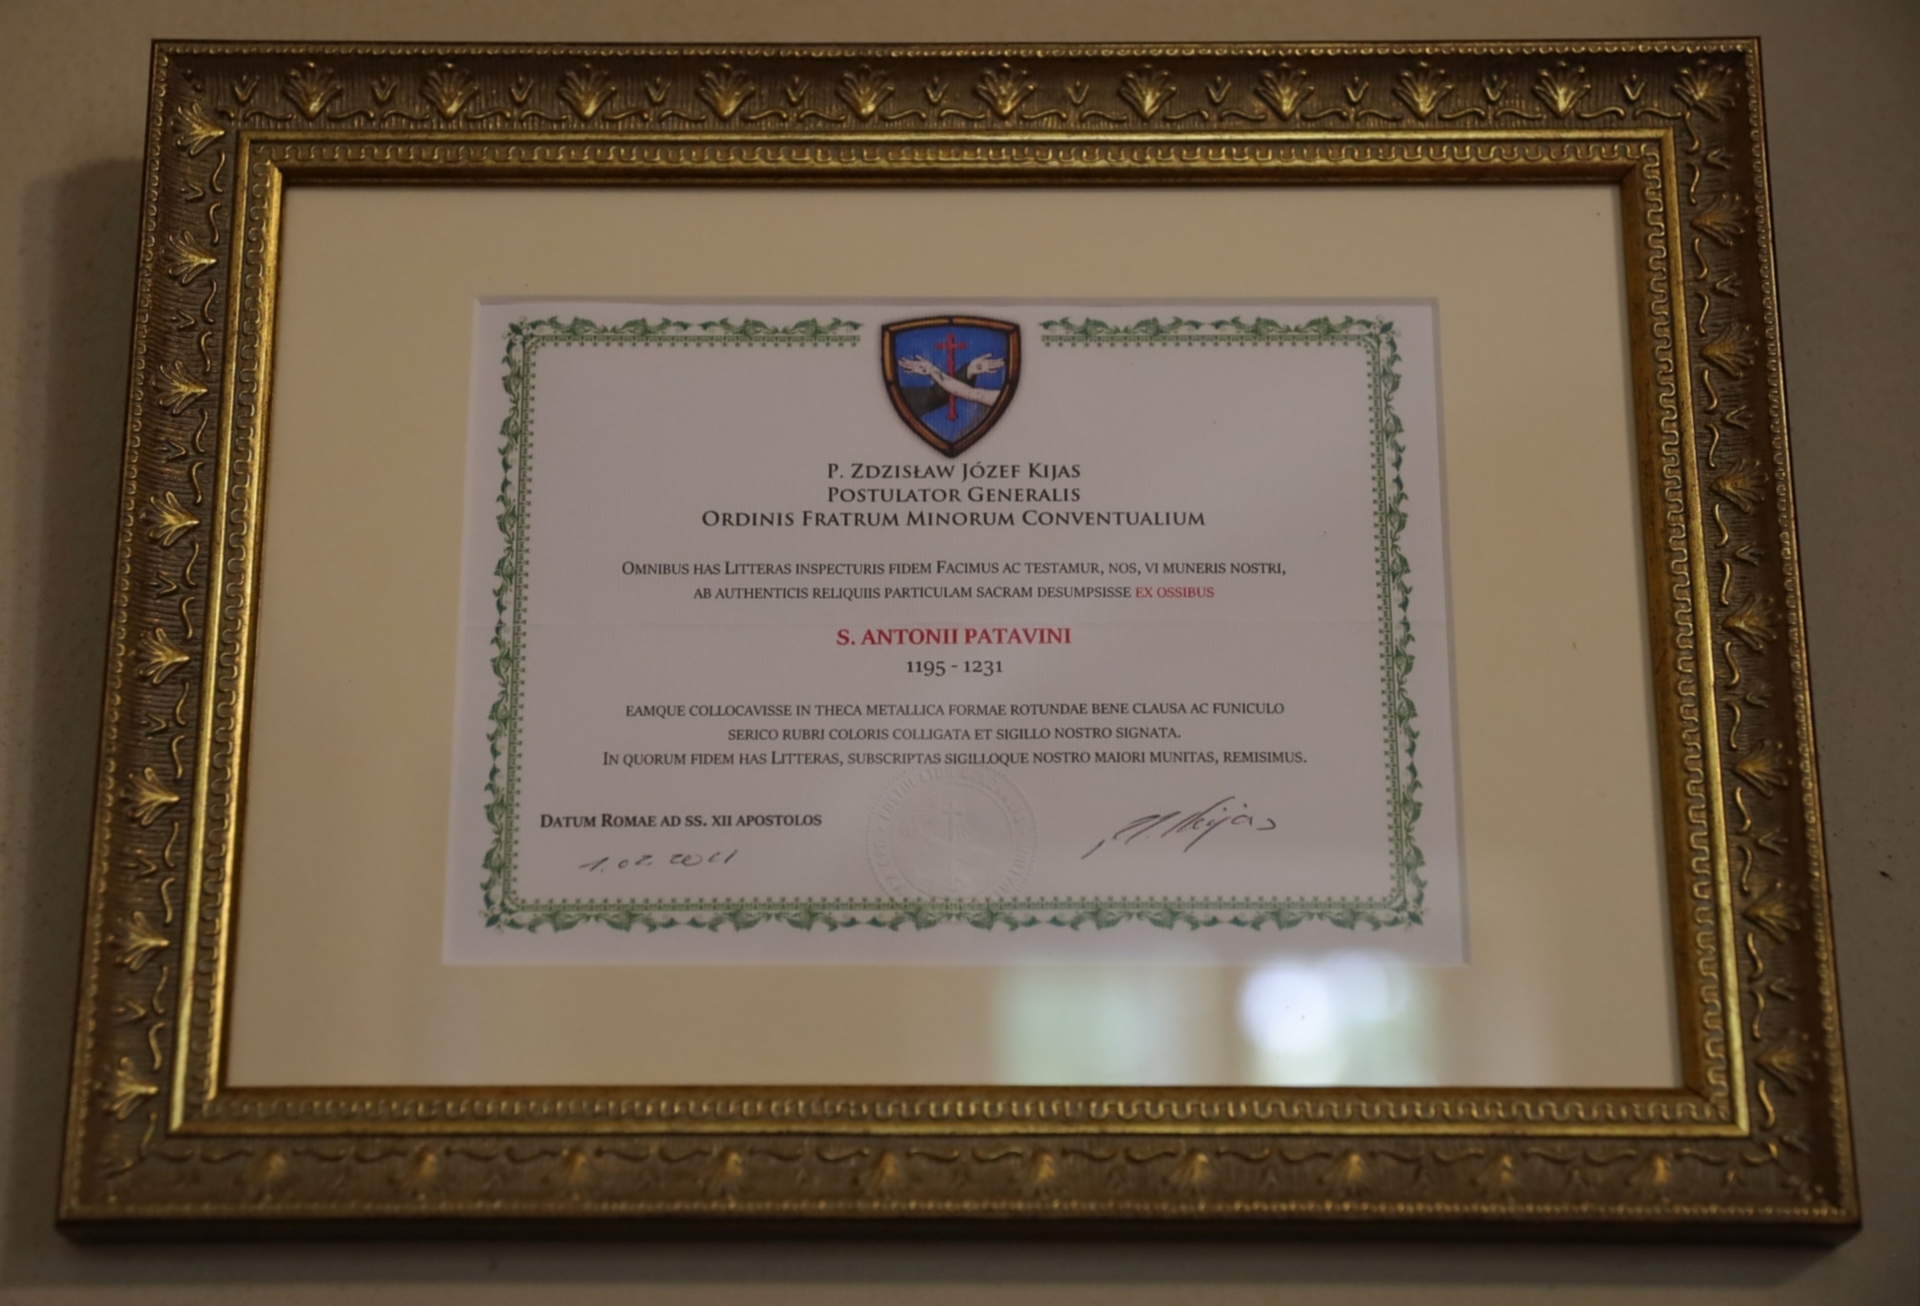 P. Zdzisław Józef Kijas
Postulator Generalis
Ordinis Fratrum Minorum Conventualium
Omnibus has Litteras inspecturis fidem Facimus ac testamur, nos, vi muneris nostri,
ab authenticis reliquiis particulam sacram desumpsisse ex ossibus
S. ANTONII PATAVINI
1195 - 1231
eamque collocavisse in theca metallica formae rotundae bene clausa ac funiculo
serico rubri coloris colligata et sigillo nostro signata.
In quorum fidem has Litteras, subscriptas sigilloque nostro maiori munitas, remisimus.
Datum Romae ad ss. XII apostolos